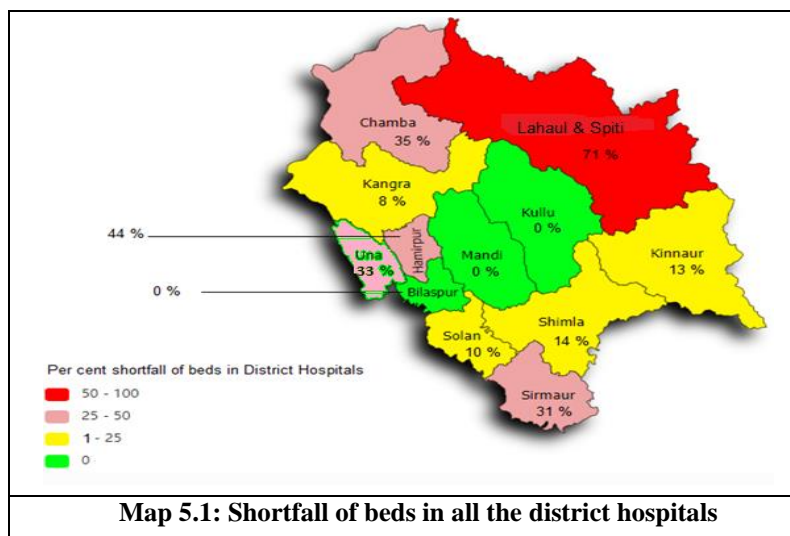 Chamba
35 %
Lahaul & Spiti
71 %
Kangra
8 %
Kullu
0 %
44 %
Hamirpur
Una
33 %
Mandi
0 %
Kinnaur
13 %
0 %
Bilaspur
Shimla
14 %
Solan
10 %
Sirmaur
31 %
Per cent shortfall of beds in District Hospitals
50 - 100
25 - 50
1 - 25
0
Map 5.1: Shortfall of beds in all the district hospitals